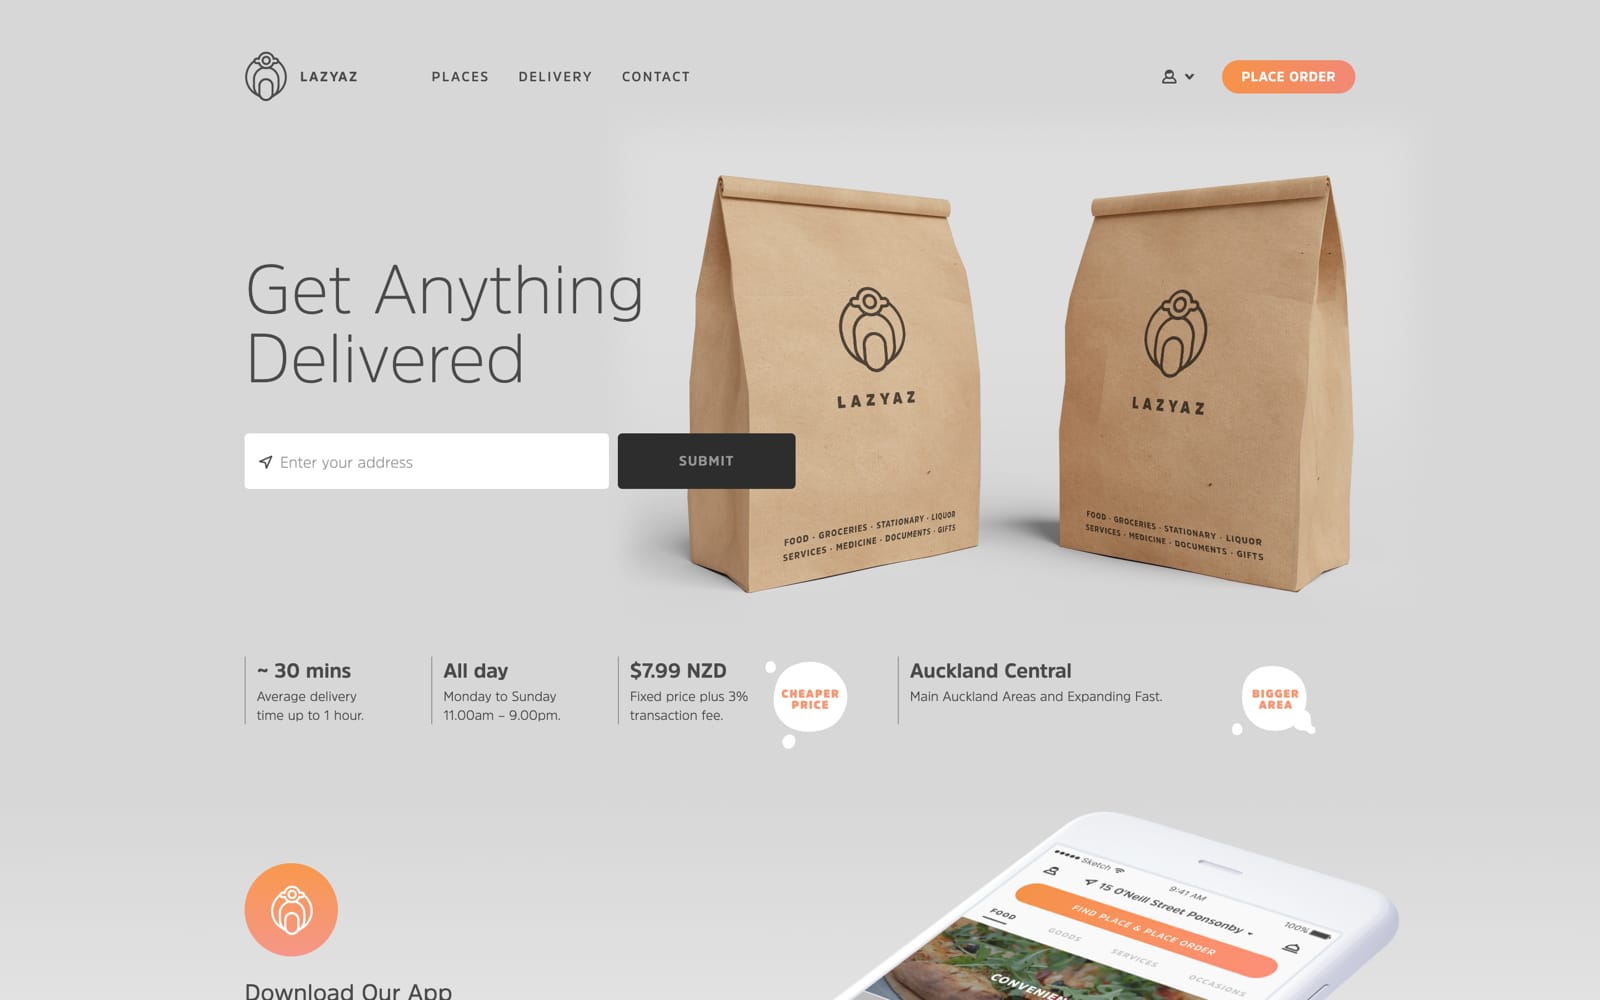 LAZYAZ
PLACES
DELIVERY
CONTACT
PLACE ORDER
Get Anything
Delivered
Enter your address
SUBMIT
LAZYAZ
FOOD · GROCERIES · STATIONARY · LIQUOR
SERVICES · MEDICINE · DOCUMENTS · GIFTS
LAZYAZ
FOOD · GROCERIES · STATIONARY · LIQUOR
SERVICES · MEDICINE · DOCUMENTS · GIFTS
~ 30 mins
Average delivery
time up to 1 hour.
All day
Monday to Sunday
11.00am – 9.00pm.
$7.99 NZD
Fixed price plus 3%
transaction fee.
CHEAPER
PRICE
Auckland Central
Main Auckland Areas and Expanding Fast.
BIGGER
AREA
Download Our App
Sketch
9:41 AM
100%
15 O'Neill Street Ponsonby
FIND PLACE & PLACE ORDER
FOOD
GOODS
SERVICES
OCCASIONS